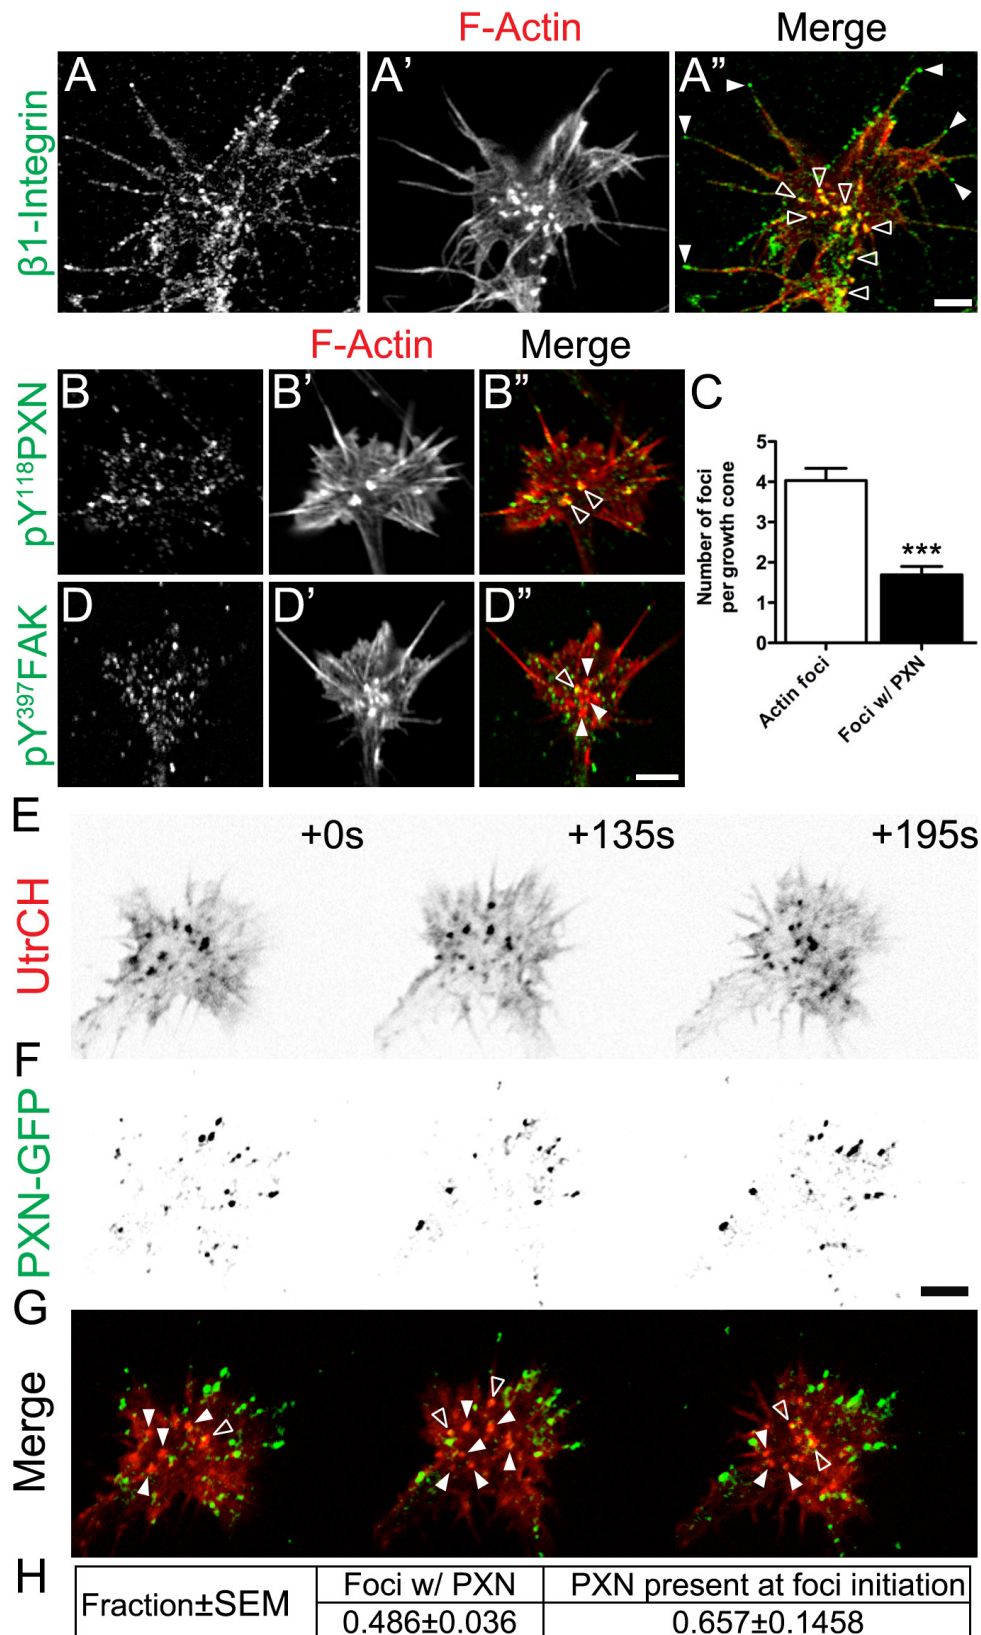 F-Actin Merge
β1-Integrin
A A' A”
F-Actin Merge
pY118PXN
B B' B”
C
Number of foci
per growth cone
5
4
3
2
1
0
***
Actin foci
Foci w/ PXN
pY397FAK
D D' D”
E
UtrCH
+0s +135s +195s
F
PXN-GFP
G
Merge
H
Fraction±SEM Foci w/ PXN PXN present at foci initiation
0.486±0.036 0.657±0.1458